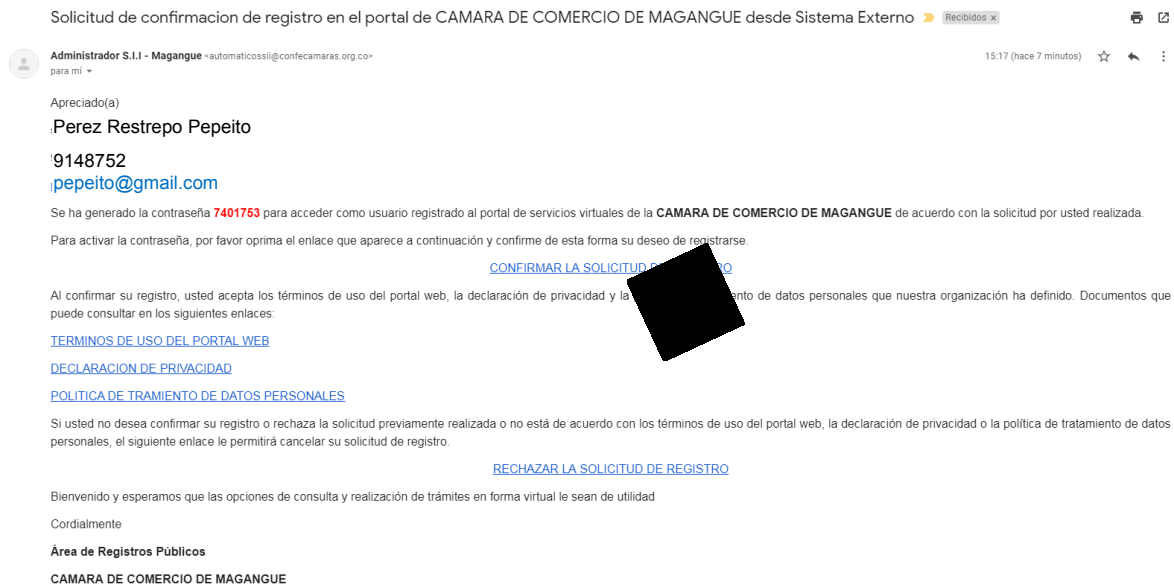 Solicitud de confirmacion de registro en el portal de CAMARA DE COMERCIO DE MAGANGUE desde Sistema Externo Recibidos x
Administrador S.I.I - Magangue <automaticossii@confecamaras.org.co> 15:17 (hace 7 minutos)
para mí
Apreciado(a)
Perez Restrepo Pepeito
9148752
pepeito@gmail.com
Se ha generado la contraseña 7401753 para acceder como usuario registrado al portal de servicios virtuales de la CAMARA DE COMERCIO DE MAGANGUE de acuerdo con la solicitud por usted realizada.
Para activar la contraseña, por favor oprima el enlace que aparece a continuación y confirme de esta forma su deseo de registrarse.
CONFIRMAR LA SOLICITUD
Al confirmar su registro, usted acepta los términos de uso del portal web, la declaración de privacidad y la de datos personales que nuestra organización ha definido. Documentos que
puede consultar en los siguientes enlaces:
TERMINOS DE USO DEL PORTAL WEB
DECLARACION DE PRIVACIDAD
POLITICA DE TRAMIENTO DE DATOS PERSONALES
Si usted no desea confirmar su registro o rechaza la solicitud previamente realizada o no está de acuerdo con los términos de uso del portal web, la declaración de privacidad o la política de tratamiento de datos
personales, el siguiente enlace le permitirá cancelar su solicitud de registro.
RECHAZAR LA SOLICITUD DE REGISTRO
Bienvenido y esperamos que las opciones de consulta y realización de trámites en forma virtual le sean de utilidad
Cordialmente
Área de Registros Públicos
CAMARA DE COMERCIO DE MAGANGUE